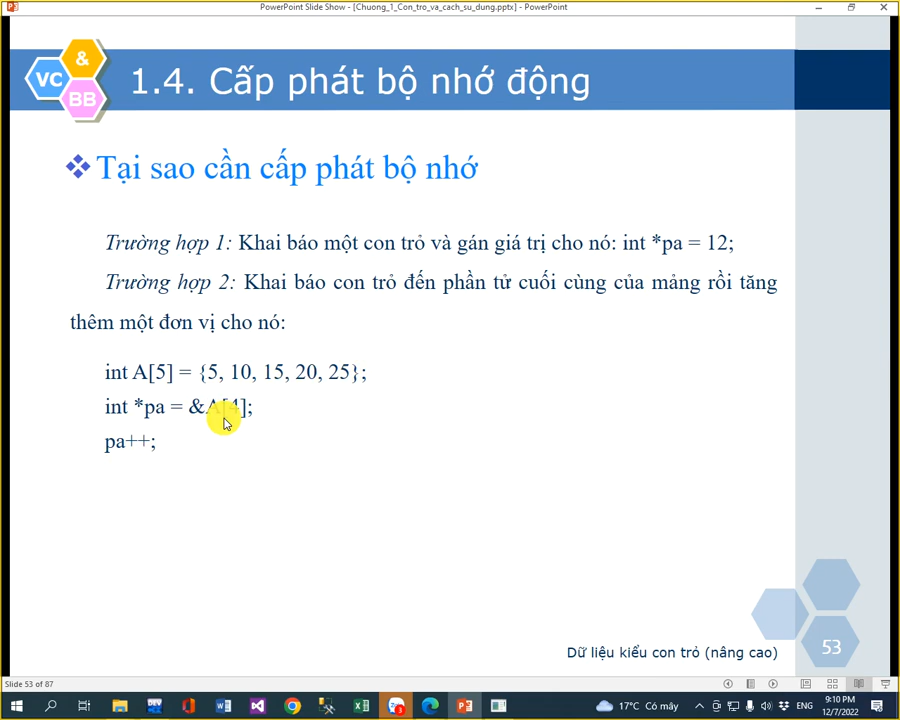 PowerPoint Slide Show - [Chuong_1_Con_tro_va_cach_su_dung.pptx] - PowerPoint
&
VC
BB
1.4. Cấp phát bộ nhớ động
Tại sao cần cấp phát bộ nhớ
Trường hợp 1: Khai báo một con trỏ và gán giá trị cho nó: int *pa = 12;
Trường hợp 2: Khai báo con trỏ đến phần tử cuối cùng của mảng rồi tăng
thêm một đơn vị cho nó:
int A[5] = {5, 10, 15, 20, 25};
int *pa = &A[4];
pa++;
53
Dữ liệu kiểu con trỏ (nâng cao)
Slide 53 of 87
17°C Có mây
ENG
9:10 PM
12/7/2022